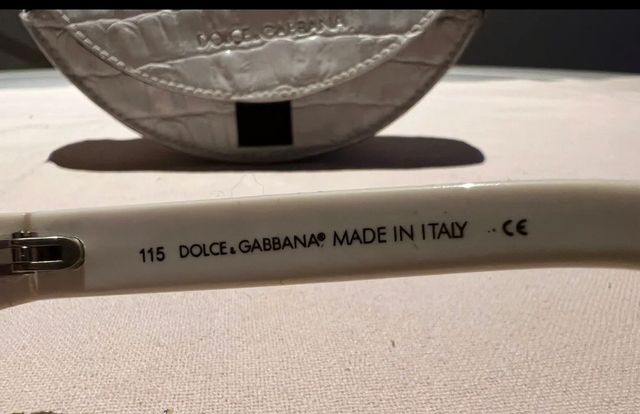 DOLCE GABBANA
115 DOLCE & GABBANA® MADE IN ITALY CE